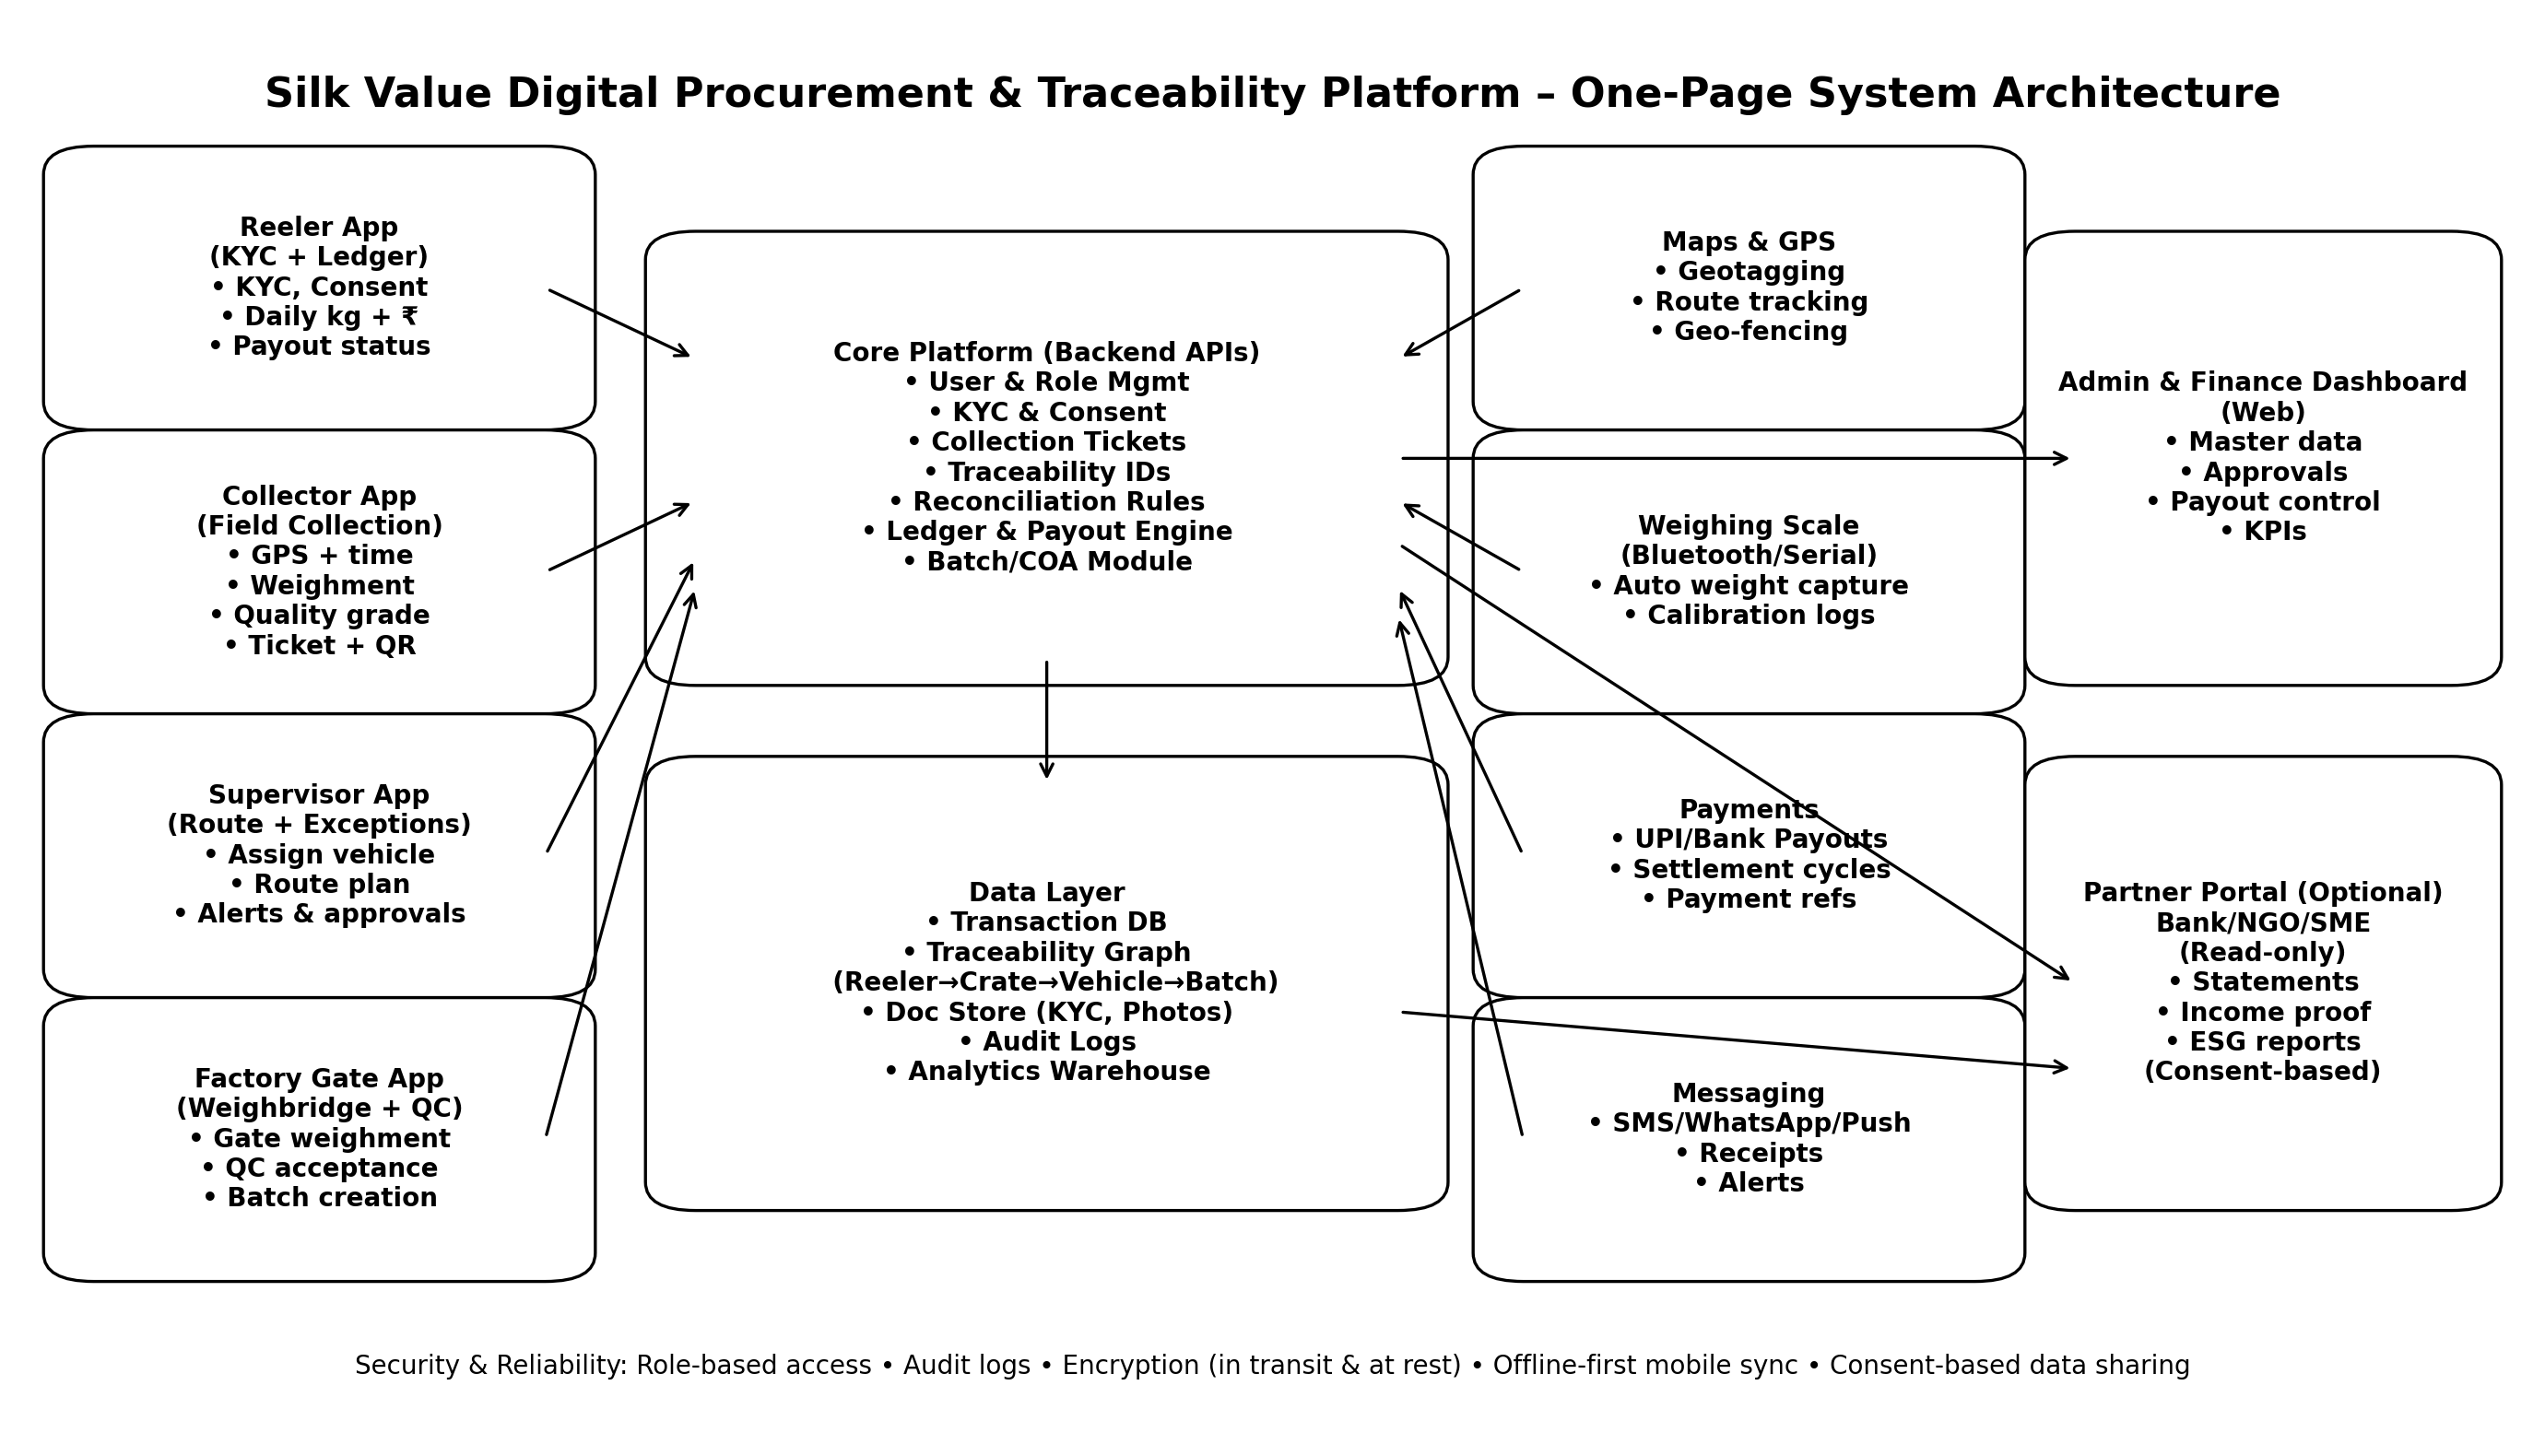 Silk Value Digital Procurement & Traceability Platform – One-Page System Architecture
Reeler App
(KYC + Ledger)
• KYC, Consent
• Daily kg + ₹
• Payout status
Collector App
(Field Collection)
• GPS + time
• Weighment
• Quality grade
• Ticket + QR
Supervisor App
(Route + Exceptions)
• Assign vehicle
• Route plan
• Alerts & approvals
Factory Gate App
(Weighbridge + QC)
• Gate weighment
• QC acceptance
• Batch creation
Core Platform (Backend APIs)
• User & Role Mgmt
• KYC & Consent
• Collection Tickets
• Traceability IDs
• Reconciliation Rules
• Ledger & Payout Engine
• Batch/COA Module
Data Layer
• Transaction DB
• Traceability Graph
(Reeler→Crate→Vehicle→Batch)
• Doc Store (KYC, Photos)
• Audit Logs
• Analytics Warehouse
Maps & GPS
• Geotagging
• Route tracking
• Geo-fencing
Weighing Scale
(Bluetooth/Serial)
• Auto weight capture
• Calibration logs
Payments
• UPI/Bank Payouts
• Settlement cycles
• Payment refs
Messaging
• SMS/WhatsApp/Push
• Receipts
• Alerts
Admin & Finance Dashboard
(Web)
• Master data
• Approvals
• Payout control
• KPIs
Partner Portal (Optional)
Bank/NGO/SME
(Read-only)
• Statements
• Income proof
• ESG reports
(Consent-based)
Security & Reliability: Role-based access • Audit logs • Encryption (in transit & at rest) • Offline-first mobile sync • Consent-based data sharing